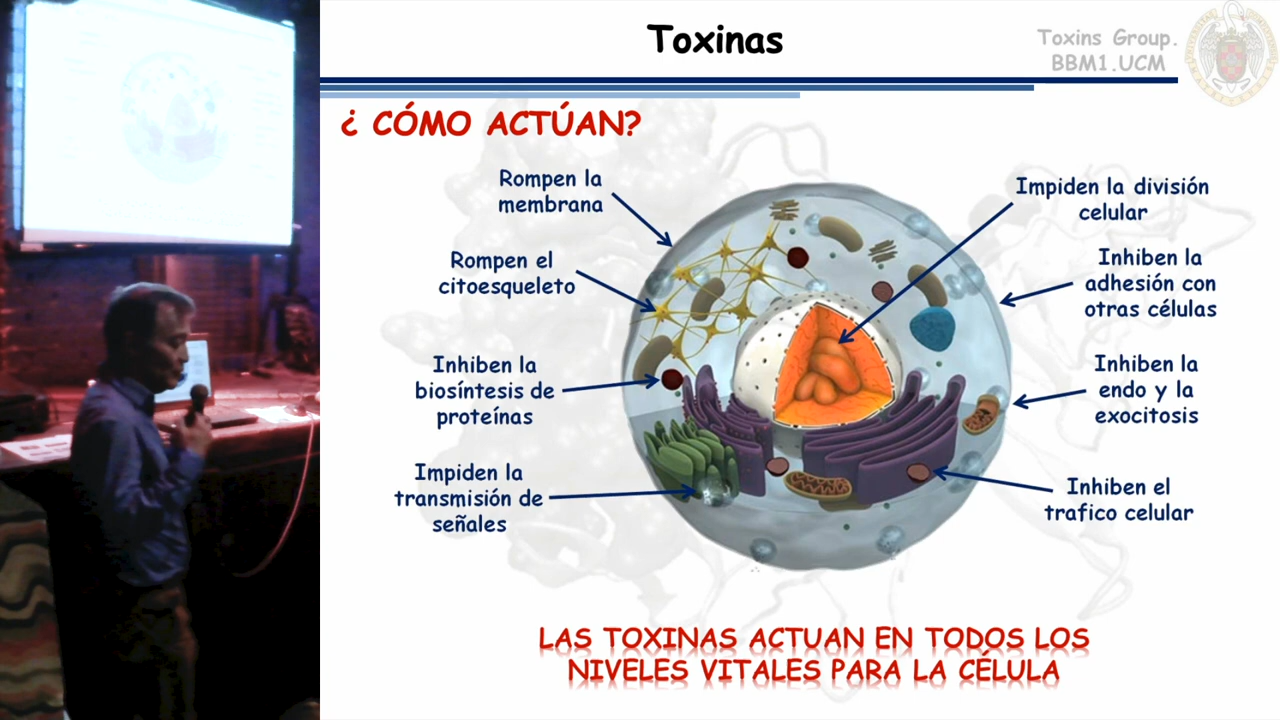 Toxinas
Toxins Group.
BBM1.UCM
¿ CÓMO ACTÚAN?
Rompen la
membrana
Rompen el
citoesqueleto
Inhiben la
biosíntesis de
proteínas
Impiden la
transmisión de
señales
Impiden la división
celular
Inhiben la
adhesión con
otras células
Inhiben la
endo y la
exocitosis
Inhiben el
trafico celular
LAS TOXINAS ACTUAN EN TODOS LOS
NIVELES VITALES PARA LA CÉLULA